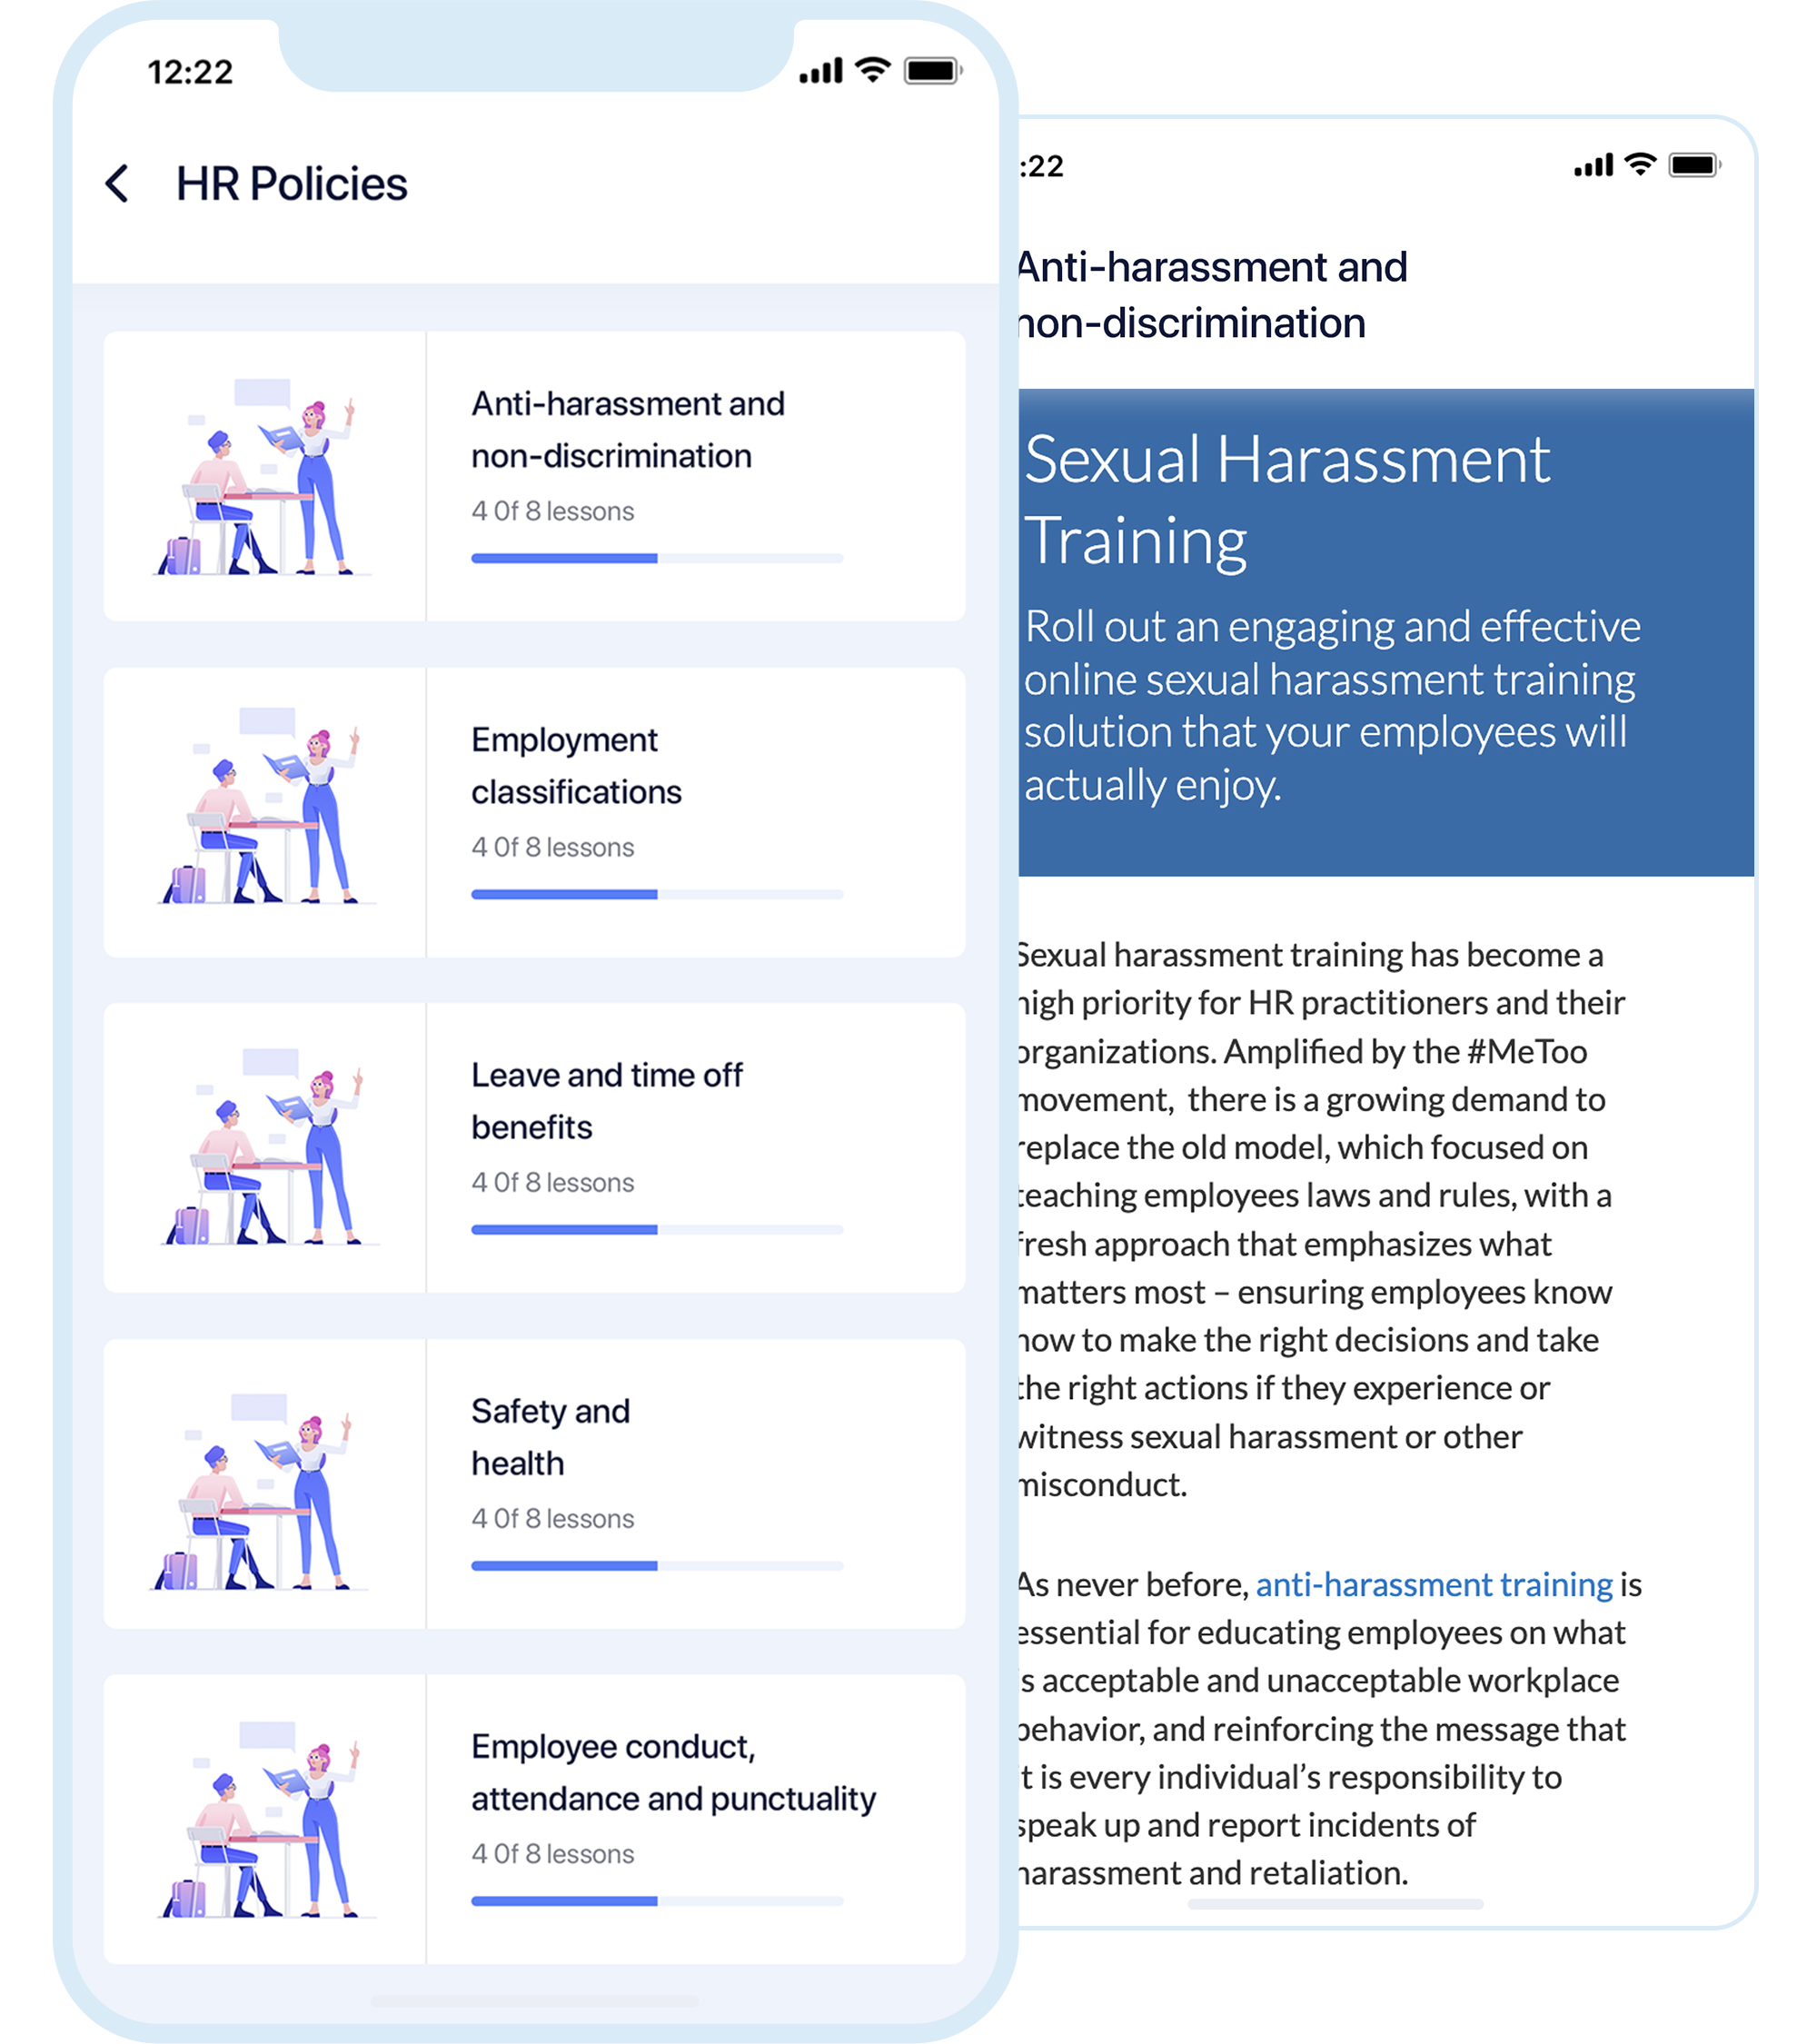 12:22
HR Policies
Anti-harassment and
non-discrimination
4 Of 8 lessons
Employment
classifications
4 Of 8 lessons
Leave and time off
benefits
4 Of 8 lessons
Safety and
health
4 Of 8 lessons
Employee conduct,
attendance and punctuality
4 Of 8 lessons
:22
Anti-harassment and
non-discrimination
Sexual Harassment
Training
Roll out an engaging and effective
online sexual harassment training
solution that your employees will
actually enjoy.
Sexual harassment training has become a
high priority for HR practitioners and their
organizations. Amplified by the #MeToo
movement,  there is a growing demand to
replace the old model, which focused on
teaching employees laws and rules, with a
fresh approach that emphasizes what
matters most – ensuring employees know
how to make the right decisions and take
the right actions if they experience or
witness sexual harassment or other
misconduct.
As never before, anti-harassment training is
essential for educating employees on what
is acceptable and unacceptable workplace
behavior, and reinforcing the message that
it is every individual’s responsibility to
speak up and report incidents of
harassment and retaliation.